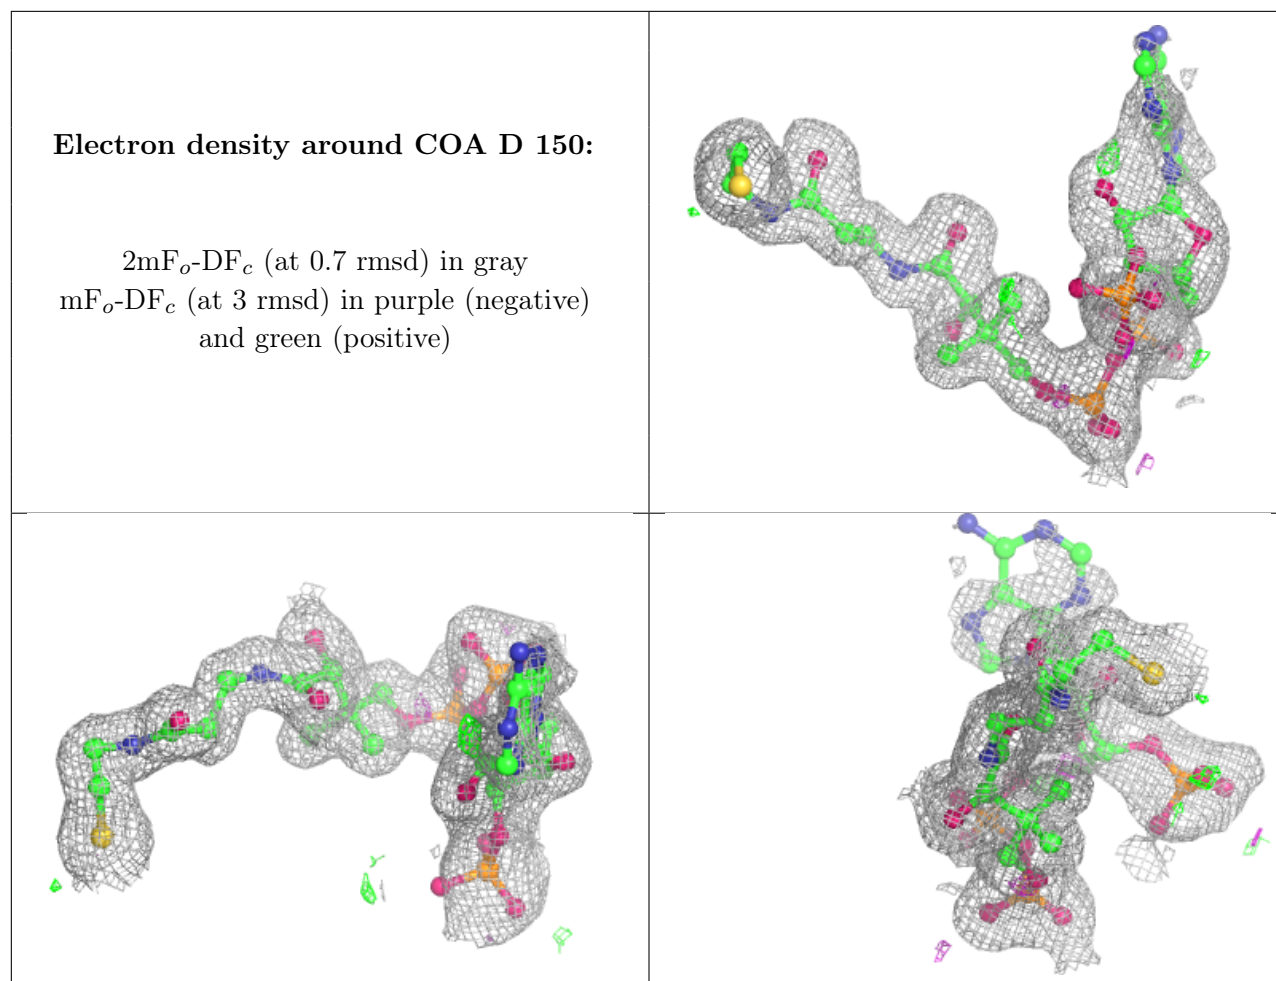 Electron density around COA D 150:
2mFo-DFc (at 0.7 rmsd) in gray
mFo-DFc (at 3 rmsd) in purple (negative)
and green (positive)